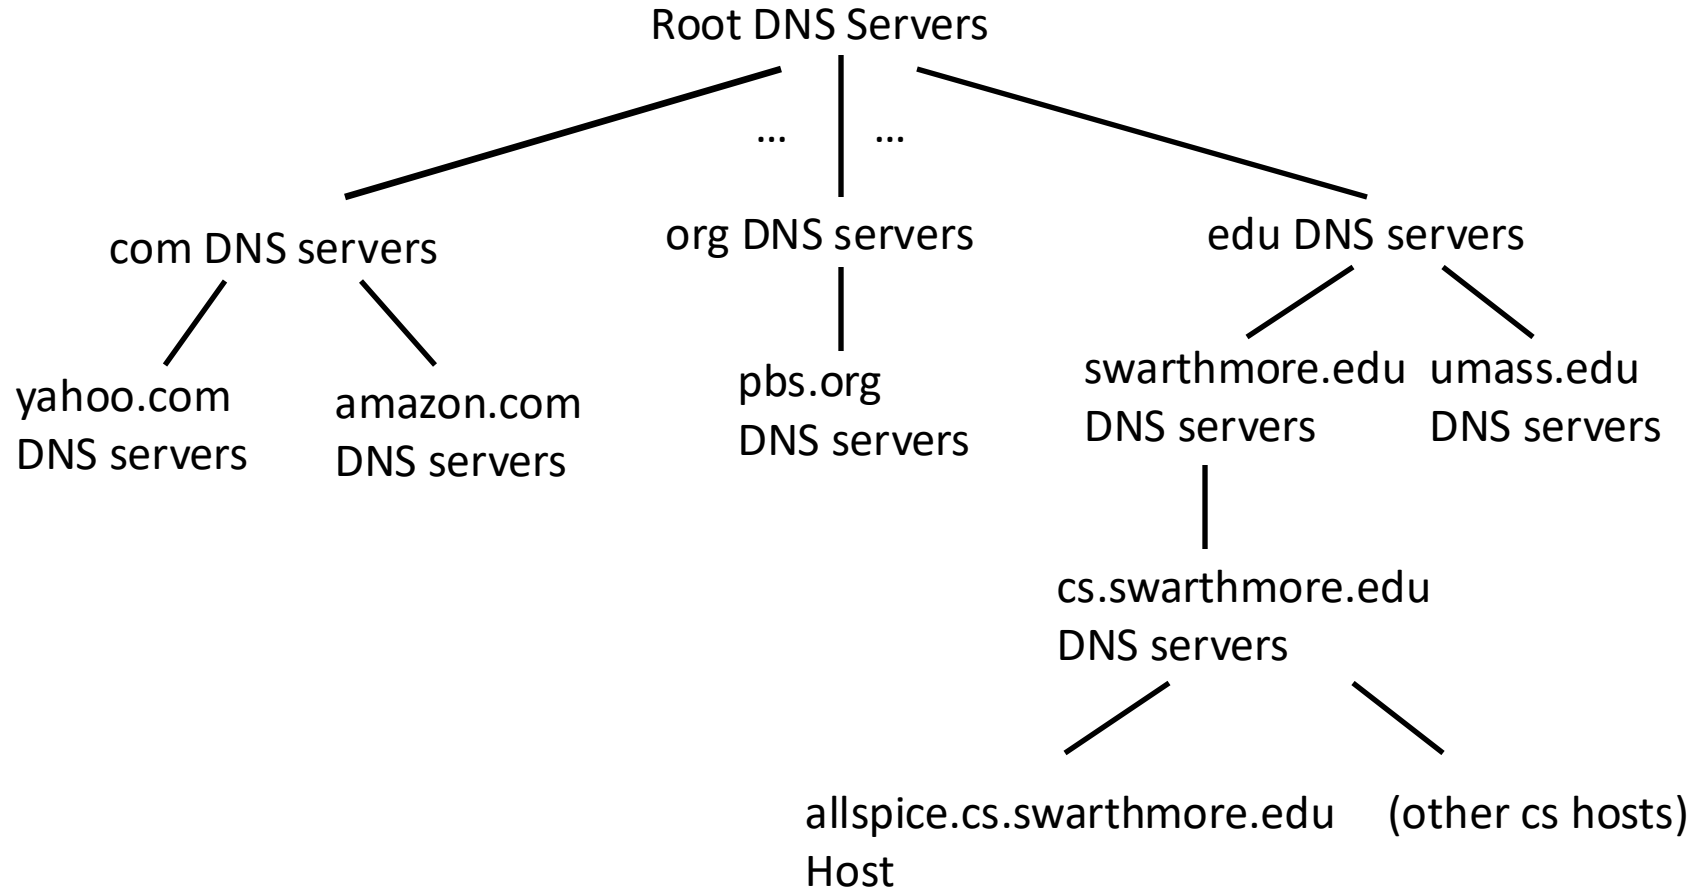 Root DNS Servers
... ...
com DNS servers
org DNS servers
edu DNS servers
yahoo.com
DNS servers
amazon.com
DNS servers
pbs.org
DNS servers
swarthmore.edu
DNS servers
umass.edu
DNS servers
cs.swarthmore.edu
DNS servers
allspice.cs.swarthmore.edu
Host
(other cs hosts)